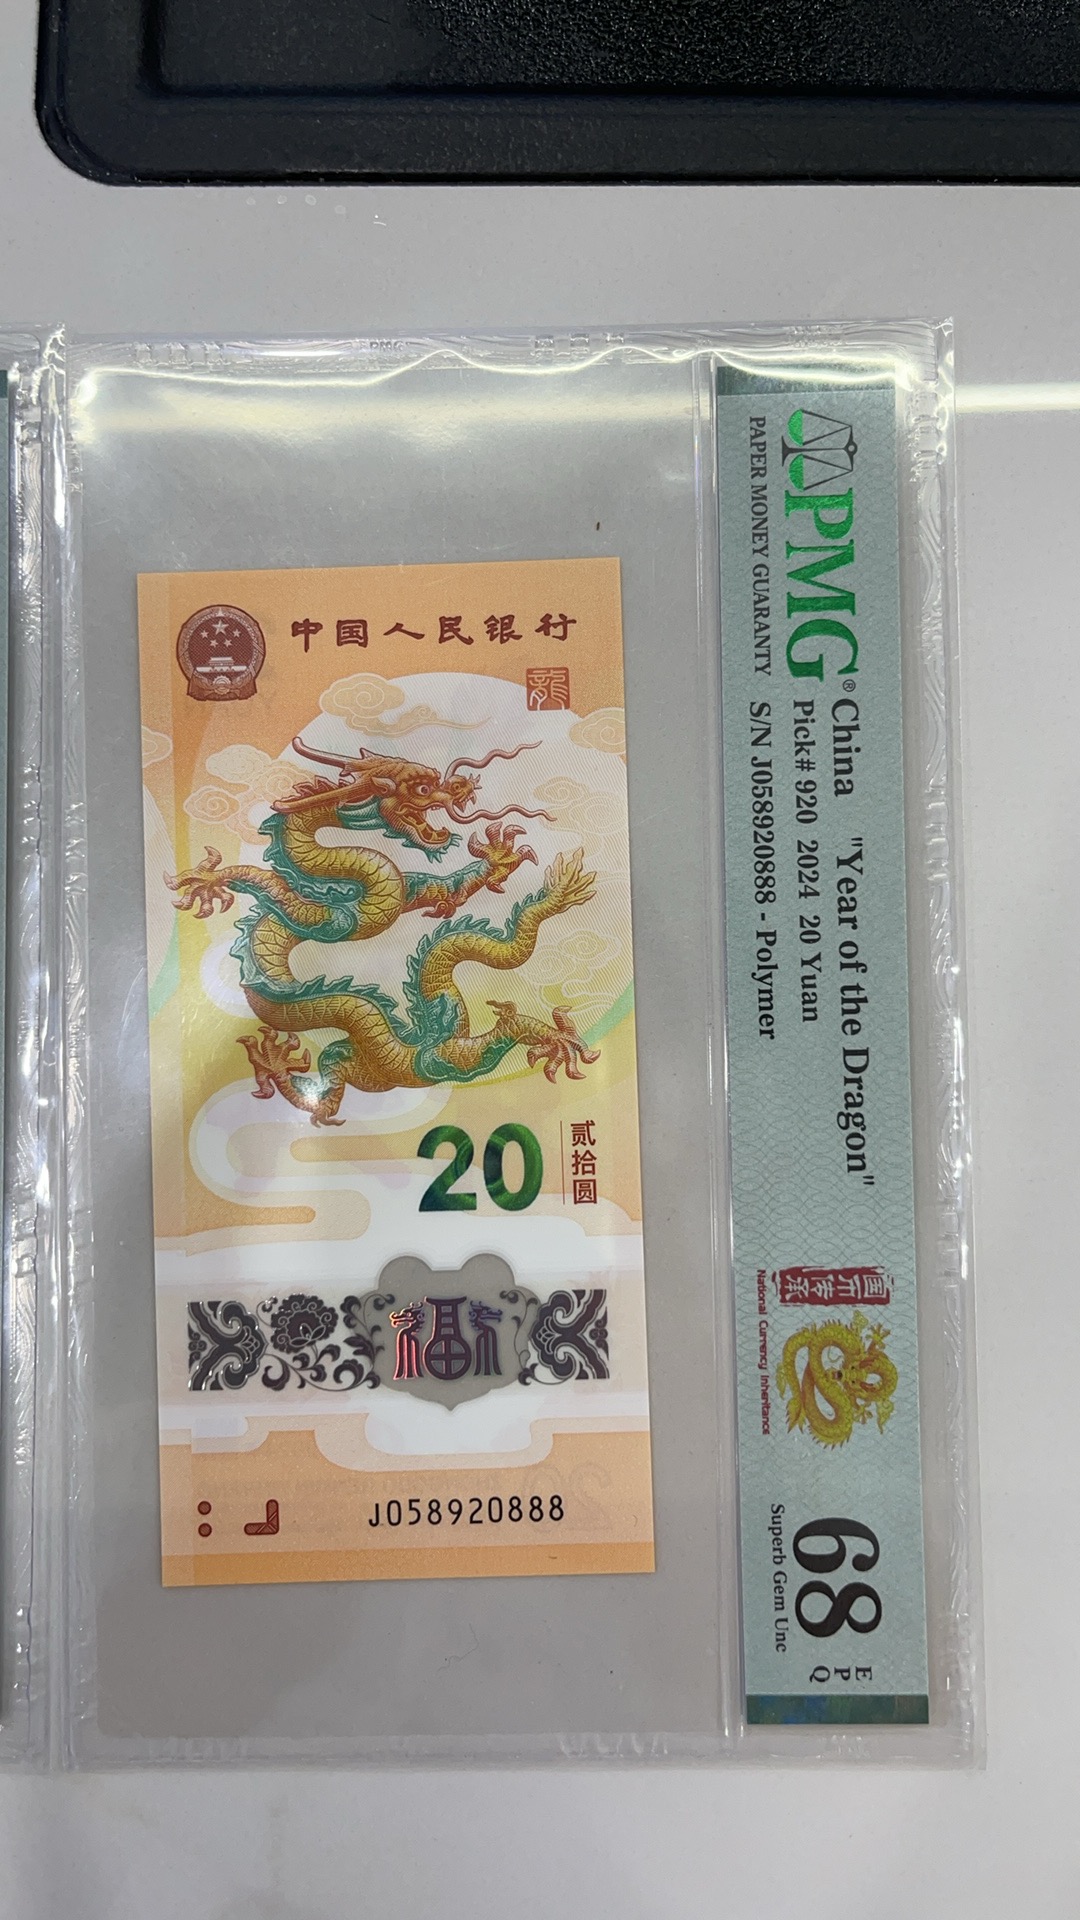 中国人民银行
龍
20
贰拾圆
福
J058920888
PMG®
PAPER MONEY GUARANTY
China "Year of the Dragon"
Pick# 920 2024 20 Yuan
S/N J058920888 - Polymer
国币传承
National Currency Inheritance
68
EPQ
Superb Gem Unc